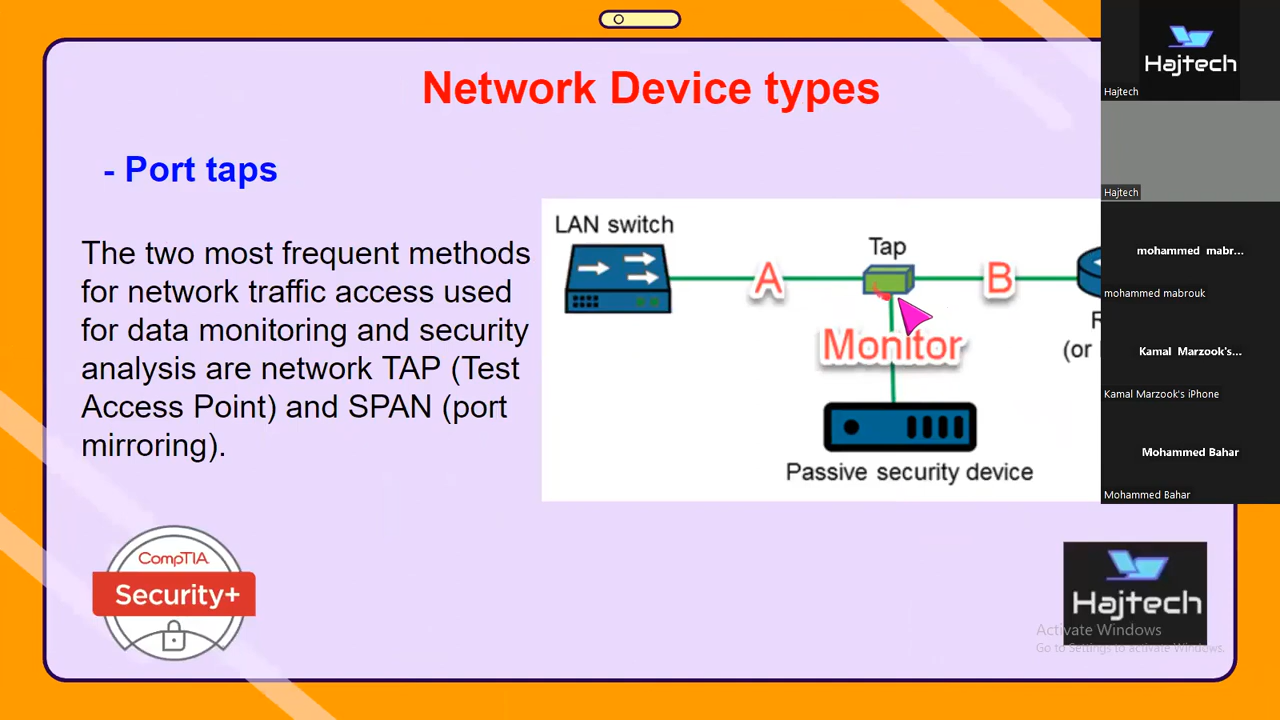 Network Device types
- Port taps
The two most frequent methods
for network traffic access used
for data monitoring and security
analysis are network TAP (Test
Access Point) and SPAN (port
mirroring).
LAN switch
Tap
A
B
Monitor
R
(or
Passive security device
CompTIA
Security+
Hajtech
Activate Windows
Go to Settings to activate Windows.
Hajtech
Hajtech
Hajtech
mohammed mabr...
mohammed mabrouk
Kamal Marzook's...
Kamal Marzook's iPhone
Mohammed Bahar
Mohammed Bahar